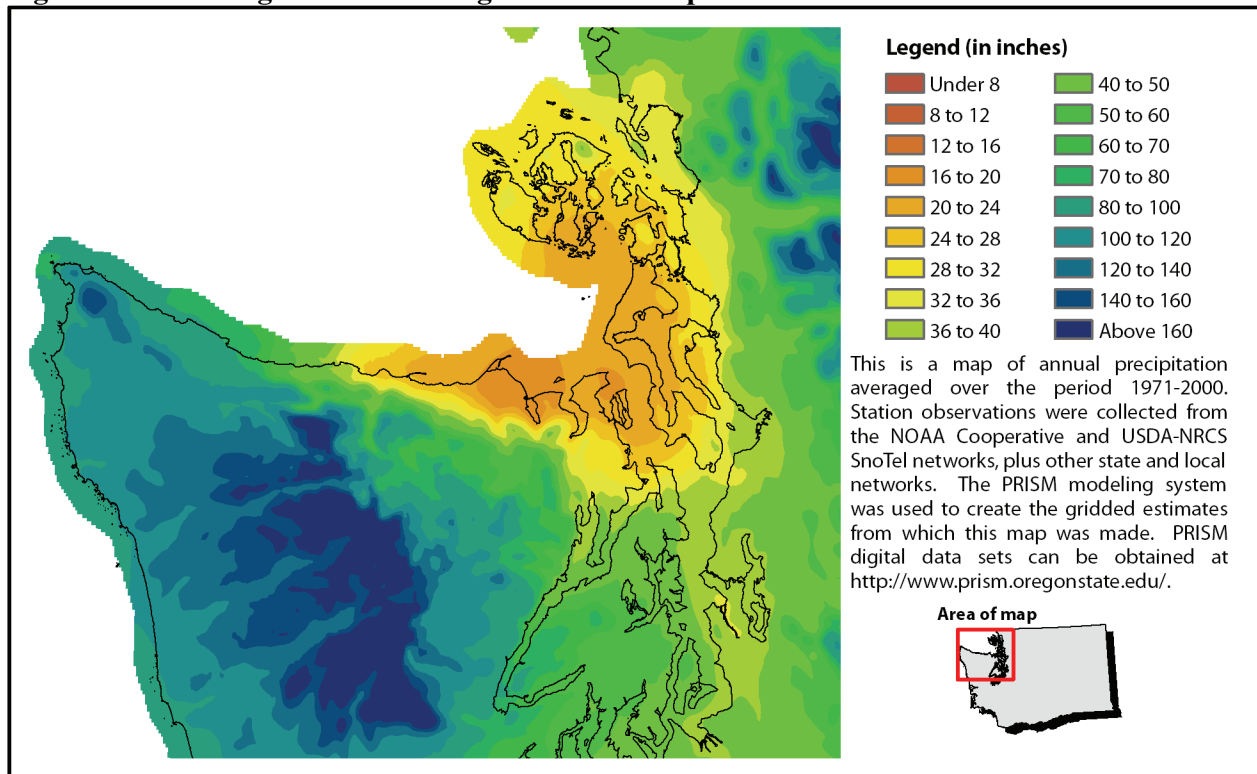 Legend (in inches)
Under 8
8 to 12
12 to 16
16 to 20
20 to 24
24 to 28
28 to 32
32 to 36
36 to 40
40 to 50
50 to 60
60 to 70
70 to 80
80 to 100
100 to 120
120 to 140
140 to 160
Above 160
This is a map of annual precipitation
averaged over the period 1971-2000.
Station observations were collected from
the NOAA Cooperative and USDA-NRCS
SnoTel networks, plus other state and local
networks. The PRISM modeling system
was used to create the gridded estimates
from which this map was made. PRISM
digital data sets can be obtained at
http://www.prism.oregonstate.edu/.
Area of map